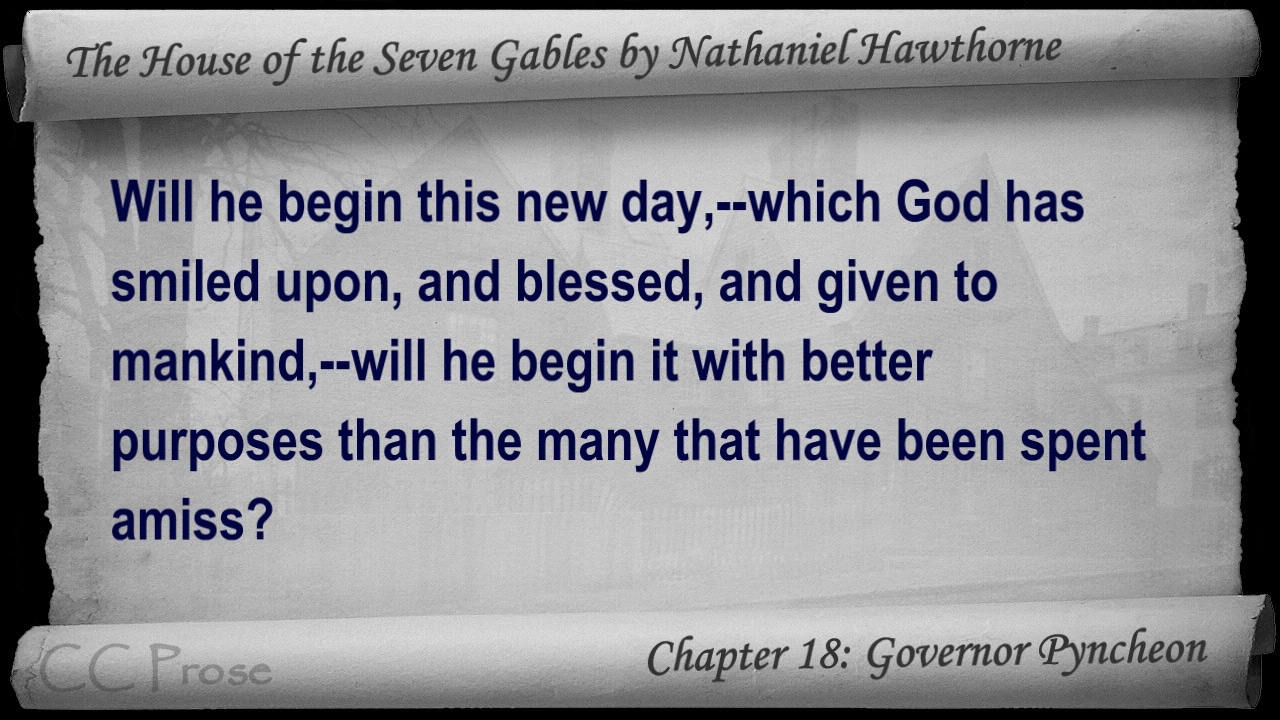 The House of the Seven Gables by Nathaniel Hawthorne
Will he begin this new day,--which God has
smiled upon, and blessed, and given to
mankind,--will he begin it with better
purposes than the many that have been spent
amiss?
CC Prose
Chapter 18: Governor Pyncheon